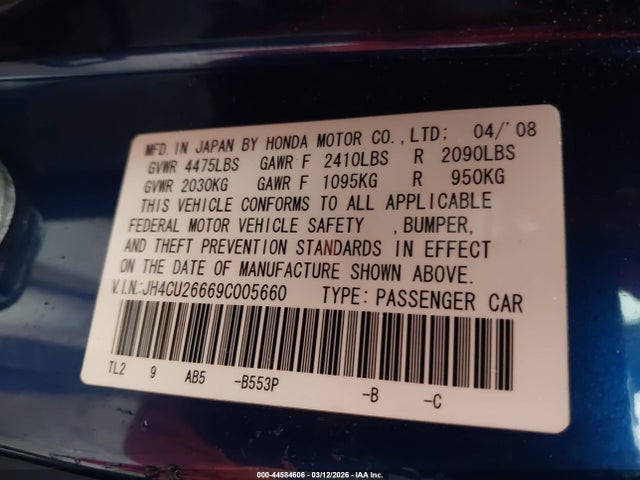 MFD. IN JAPAN BY HONDA MOTOR CO.,LTD; 04/'08
GVWR 4475LBS GAWR F 2410LBS R 2090LBS
GVWR 2030KG GAWR F 1095KG R 950KG
THIS VEHICLE CONFORMS TO ALL APPLICABLE
FEDERAL MOTOR VEHICLE SAFETY ,BUMPER,
AND THEFT PREVENTION STANDARDS IN EFFECT
ON THE DATE OF MANUFACTURE SHOWN ABOVE.
V.I.N.:JH4CU26669C005660 TYPE: PASSENGER CAR
TL2 9 AB5 -B553P -B -C
000-44584606 - 03/12/2026 - IAA Inc.